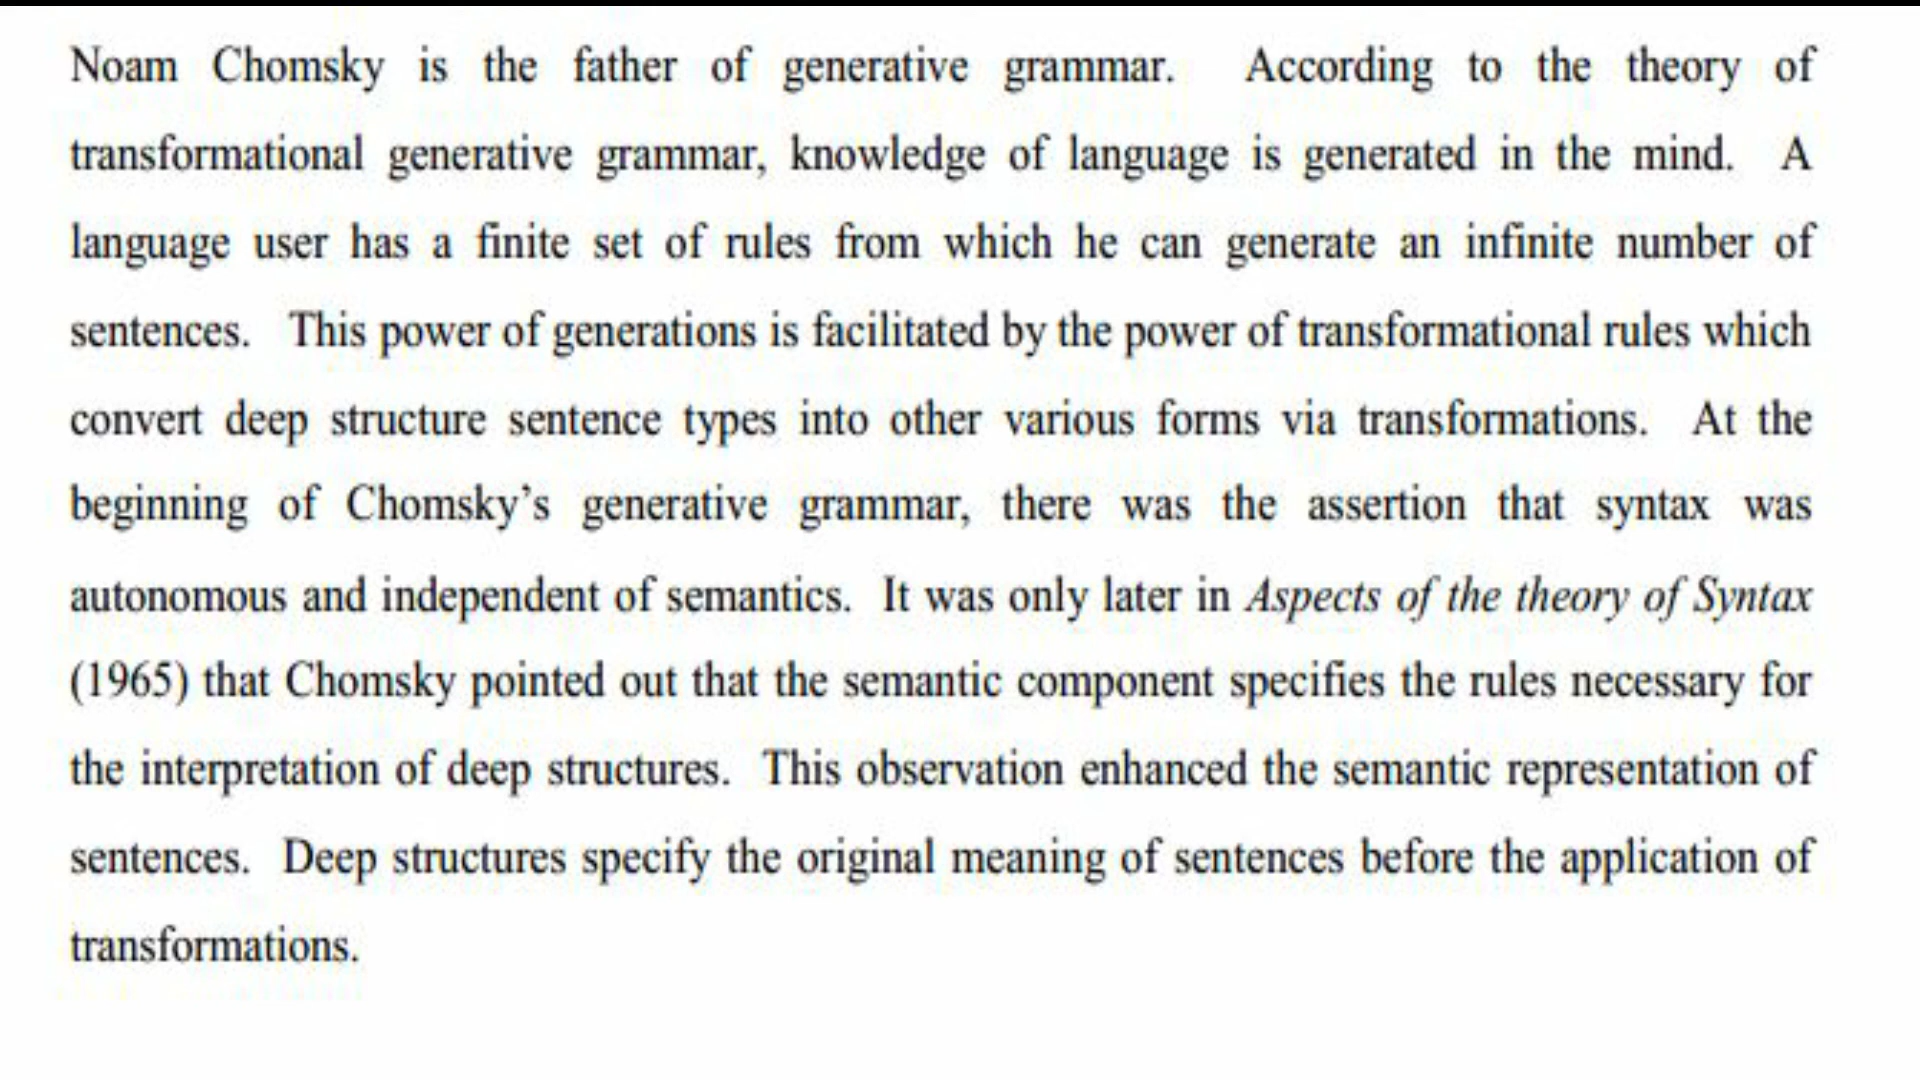 Noam Chomsky is the father of generative grammar. According to the theory of
transformational generative grammar, knowledge of language is generated in the mind. A
language user has a finite set of rules from which he can generate an infinite number of
sentences. This power of generations is facilitated by the power of transformational rules which
convert deep structure sentence types into other various forms via transformations. At the
beginning of Chomsky’s generative grammar, there was the assertion that syntax was
autonomous and independent of semantics. It was only later in Aspects of the theory of Syntax
(1965) that Chomsky pointed out that the semantic component specifies the rules necessary for
the interpretation of deep structures. This observation enhanced the semantic representation of
sentences. Deep structures specify the original meaning of sentences before the application of
transformations.